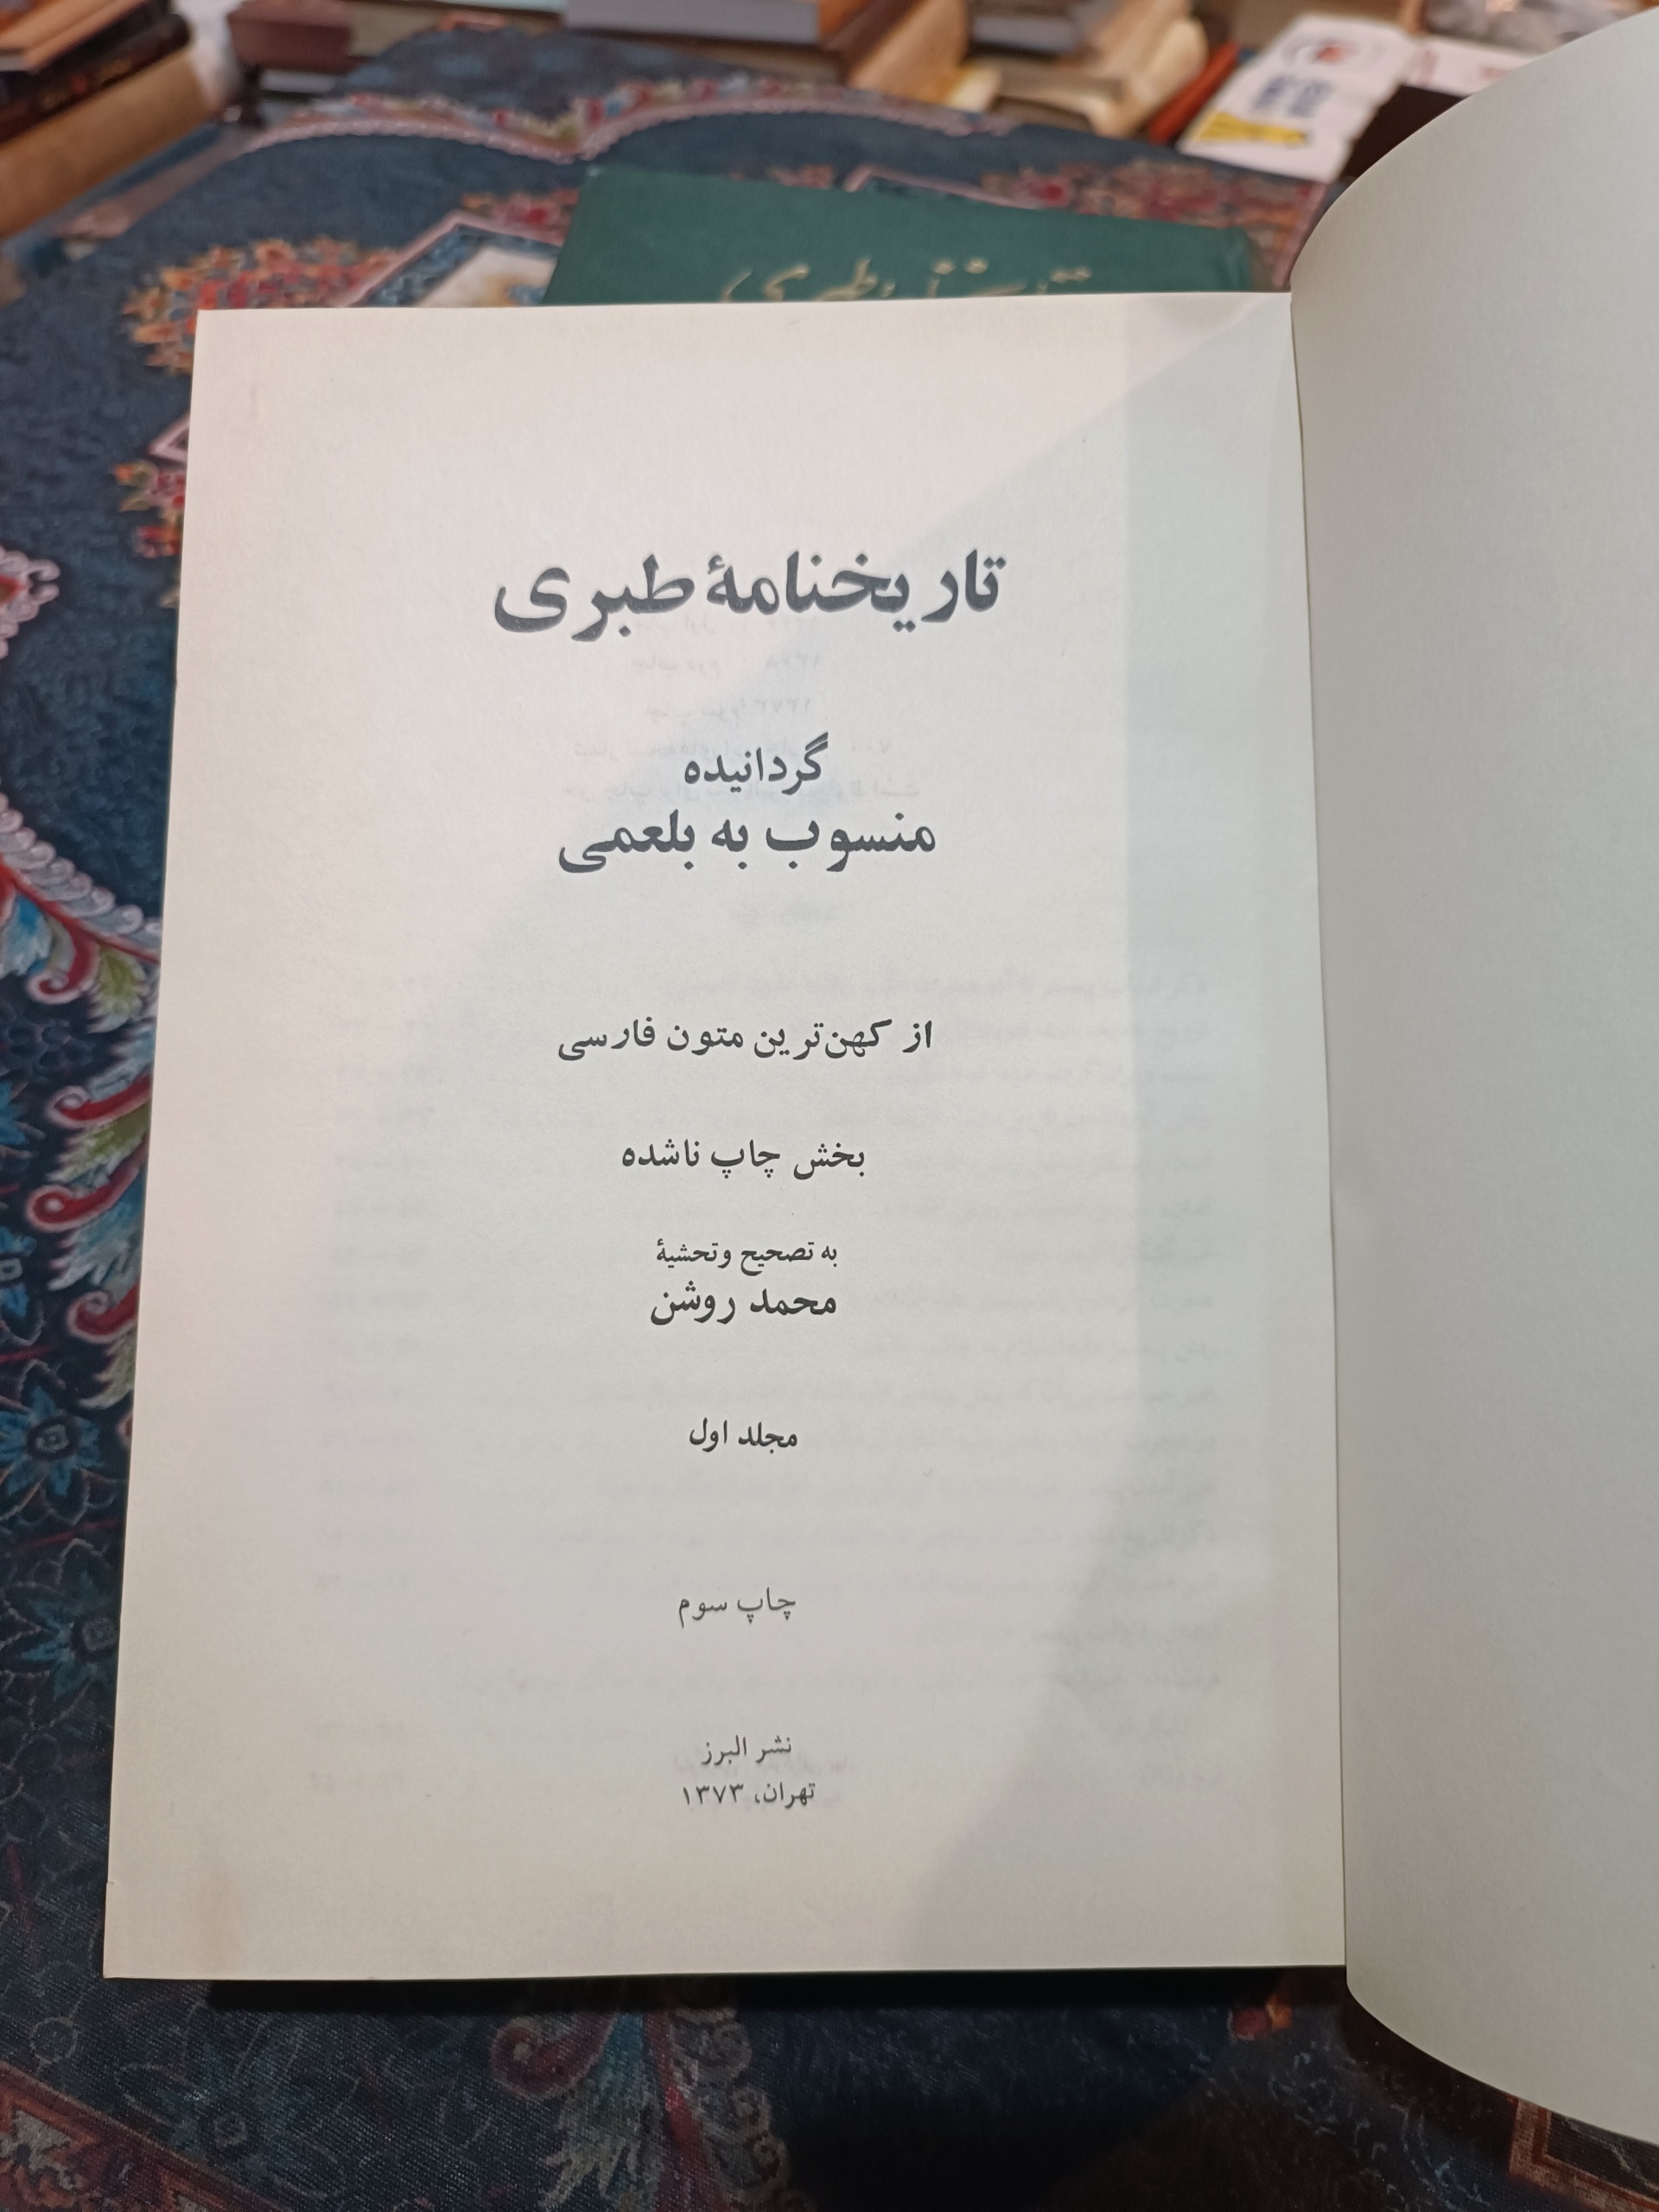 تاریخنامهٔ طبری
گردانیده
منسوب به بلعمی
از کهن‌ترین متون فارسی
بخش چاپ ناشده
به تصحیح وتحشیهٔ
محمد روشن
مجلد اول
چاپ سوم
نشر البرز
تهران، ۱۳۷۳